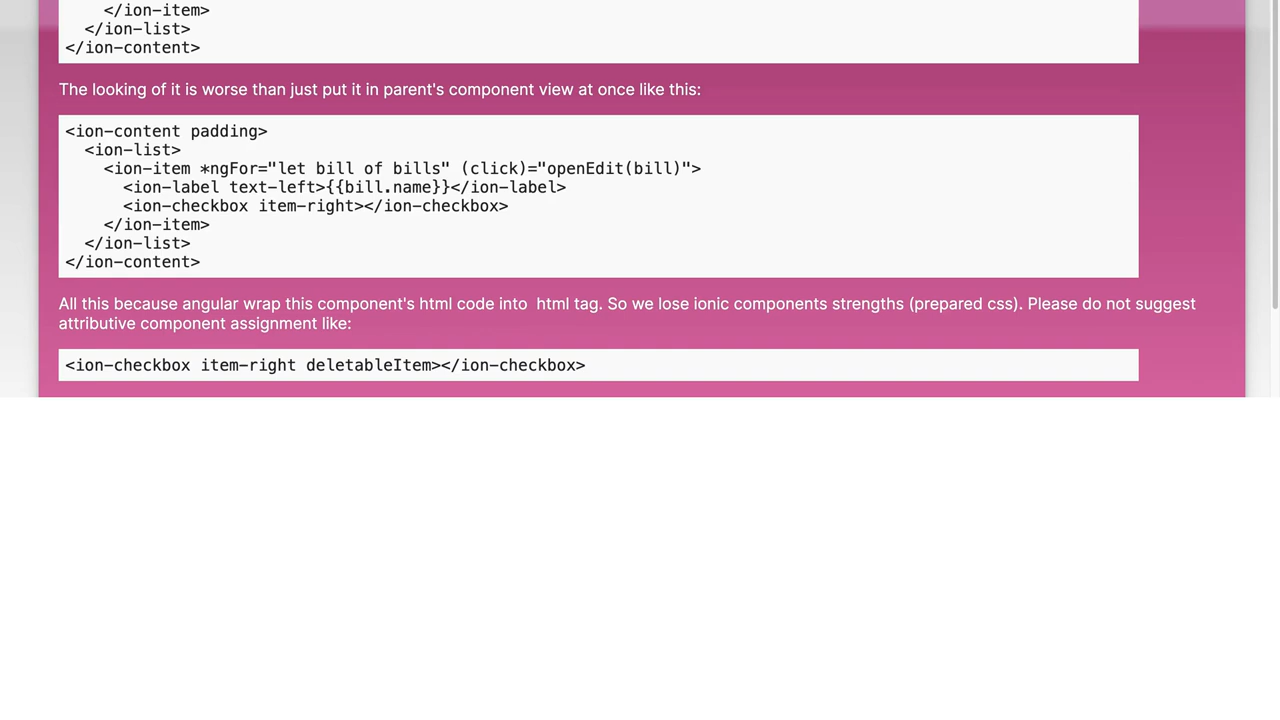 </ion-item>
  </ion-list>
</ion-content>
The looking of it is worse than just put it in parent's component view at once like this:
<ion-content padding>
  <ion-list>
    <ion-item *ngFor="let bill of bills" (click)="openEdit(bill)">
      <ion-label text-left>{{bill.name}}</ion-label>
      <ion-checkbox item-right></ion-checkbox>
    </ion-item>
  </ion-list>
</ion-content>
All this because angular wrap this component's html code into  html tag. So we lose ionic components strengths (prepared css). Please do not suggest
attributive component assignment like:
<ion-checkbox item-right deletableItem></ion-checkbox>